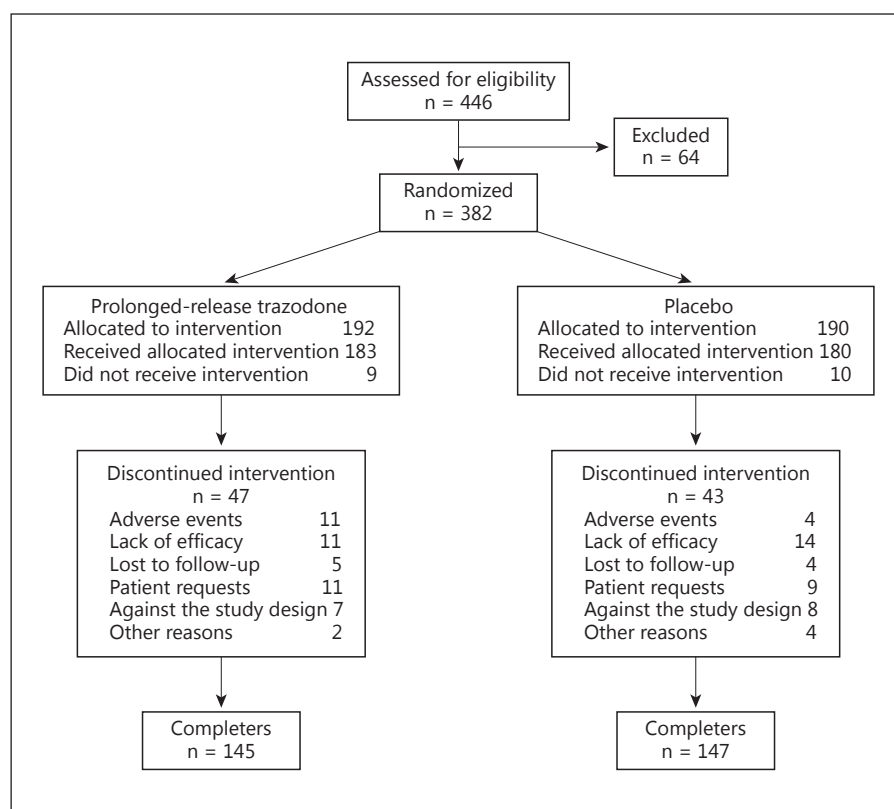 Assessed for eligibility
n = 446
Excluded
n = 64
Randomized
n = 382
Prolonged-release trazodone
Allocated to intervention 192
Received allocated intervention 183
Did not receive intervention 9
Placebo
Allocated to intervention 190
Received allocated intervention 180
Did not receive intervention 10
Discontinued intervention
n = 47
Adverse events 11
Lack of efficacy 11
Lost to follow-up 5
Patient requests 11
Against the study design 7
Other reasons 2
Discontinued intervention
n = 43
Adverse events 4
Lack of efficacy 14
Lost to follow-up 4
Patient requests 9
Against the study design 8
Other reasons 4
Completers
n = 145
Completers
n = 147